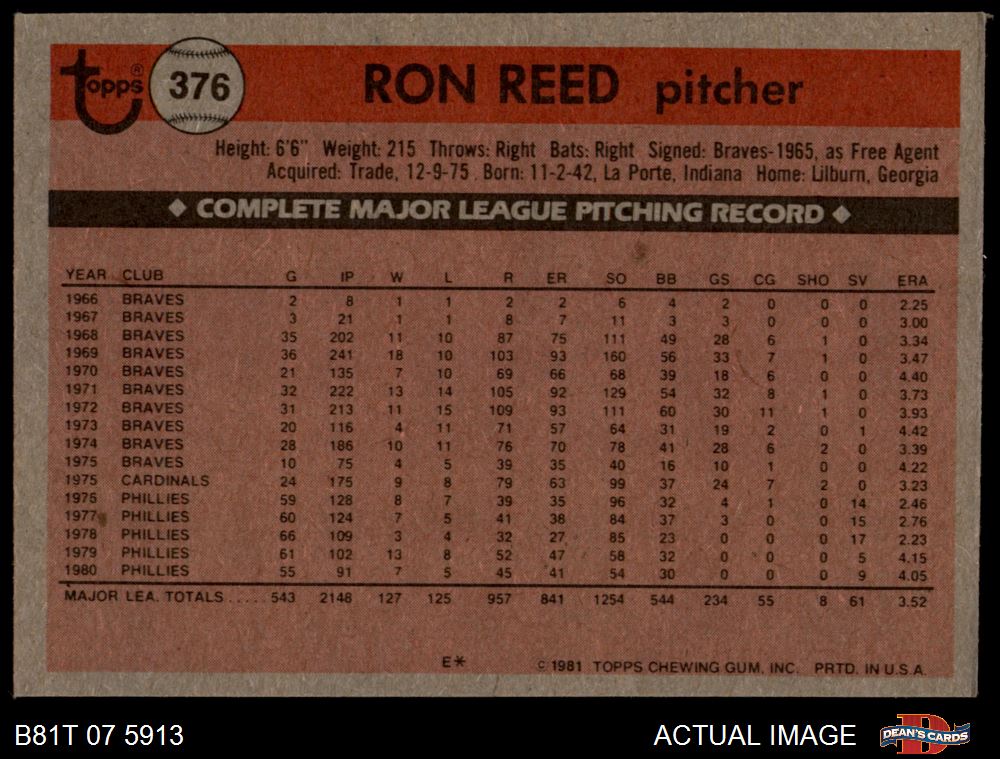 topps® 376 RON REED pitcher
Height: 6'6" Weight: 215 Throws: Right Bats: Right Signed: Braves-1965, as Free Agent
Acquired: Trade, 12-9-75 Born: 11-2-42, La Porte, Indiana Home: Lilburn, Georgia
◆ COMPLETE MAJOR LEAGUE PITCHING RECORD ◆
YEAR CLUB G IP W L R ER SO BB GS CG SHO SV ERA
1966 BRAVES 2 8 1 1 2 2 6 4 2 0 0 0 2.25
1967 BRAVES 3 21 1 1 8 7 11 3 3 0 0 0 3.00
1968 BRAVES 35 202 11 10 87 75 111 49 28 6 1 0 3.34
1969 BRAVES 36 241 18 10 103 93 160 56 33 7 1 0 3.47
1970 BRAVES 21 135 7 10 69 66 68 39 18 6 0 0 4.40
1971 BRAVES 32 222 13 14 105 92 129 54 32 8 1 0 3.73
1972 BRAVES 31 213 11 15 109 93 111 60 30 11 1 0 3.93
1973 BRAVES 20 116 4 11 71 57 64 31 19 2 0 1 4.42
1974 BRAVES 28 186 10 11 76 70 78 41 28 6 2 0 3.39
1975 BRAVES 10 75 4 5 39 35 40 16 10 1 0 0 4.22
1975 CARDINALS 24 175 9 8 79 63 99 37 24 7 2 0 3.23
1976 PHILLIES 59 128 8 7 39 35 96 32 4 1 0 14 2.46
1977 PHILLIES 60 124 7 5 41 38 84 37 3 0 0 15 2.76
1978 PHILLIES 66 109 3 4 32 27 85 23 0 0 0 17 2.23
1979 PHILLIES 61 102 13 8 52 47 58 32 0 0 0 5 4.15
1980 PHILLIES 55 91 7 5 45 41 54 30 0 0 0 9 4.05
MAJOR LEA. TOTALS ..... 543 2148 127 125 957 841 1254 544 234 55 8 61 3.52
E* © 1981 TOPPS CHEWING GUM, INC. PRTD. IN U.S.A.
B81T 07 5913 ACTUAL IMAGE D DEAN'S CARDS